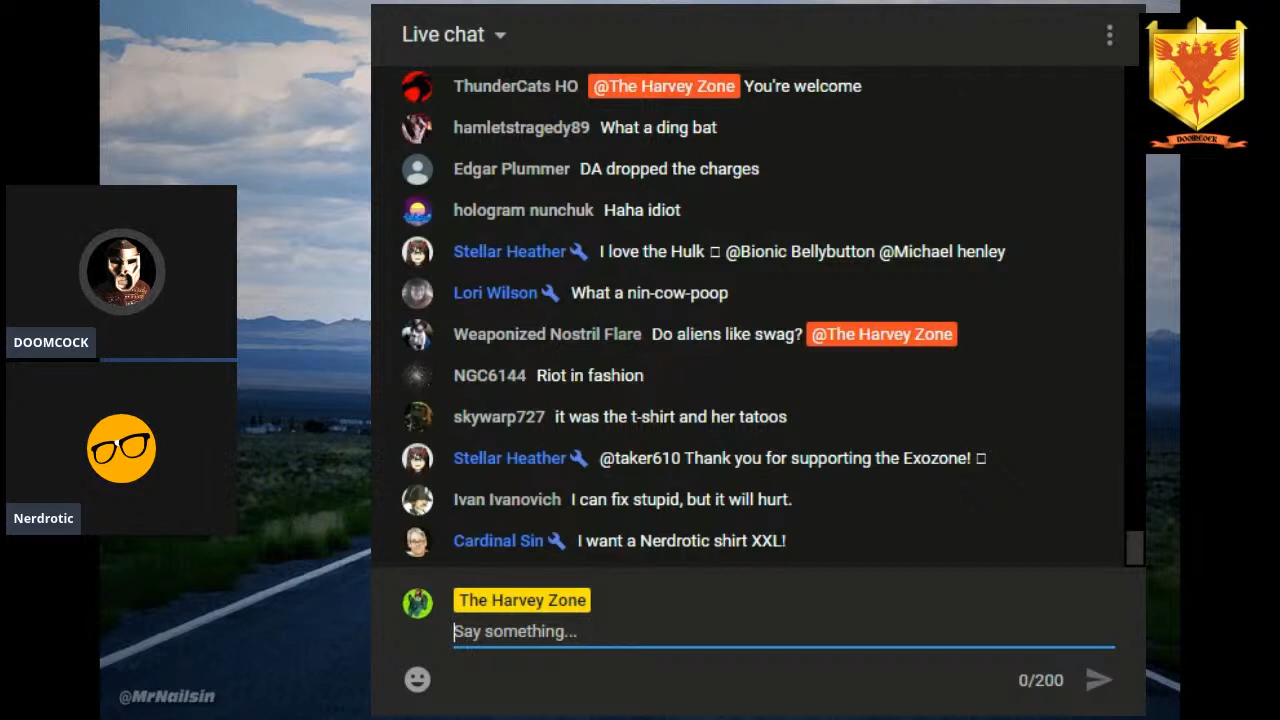 Live chat
ThunderCats HO @The Harvey Zone You're welcome
hamletstragedy89 What a ding bat
Edgar Plummer DA dropped the charges
hologram nunchuk Haha idiot
Stellar Heather I love the Hulk @Bionic Bellybutton @Michael henley
Lori Wilson What a nin-cow-poop
Weaponized Nostril Flare Do aliens like swag? @The Harvey Zone
NGC6144 Riot in fashion
skywarp727 it was the t-shirt and her tatoos
Stellar Heather @taker610 Thank you for supporting the Exozone!
Ivan Ivanovich I can fix stupid, but it will hurt.
Cardinal Sin I want a Nerdrotic shirt XXL!
The Harvey Zone
Say something...
0/200
DOOMCOCK
Nerdrotic
@MrNailsin
DOOMCOCK